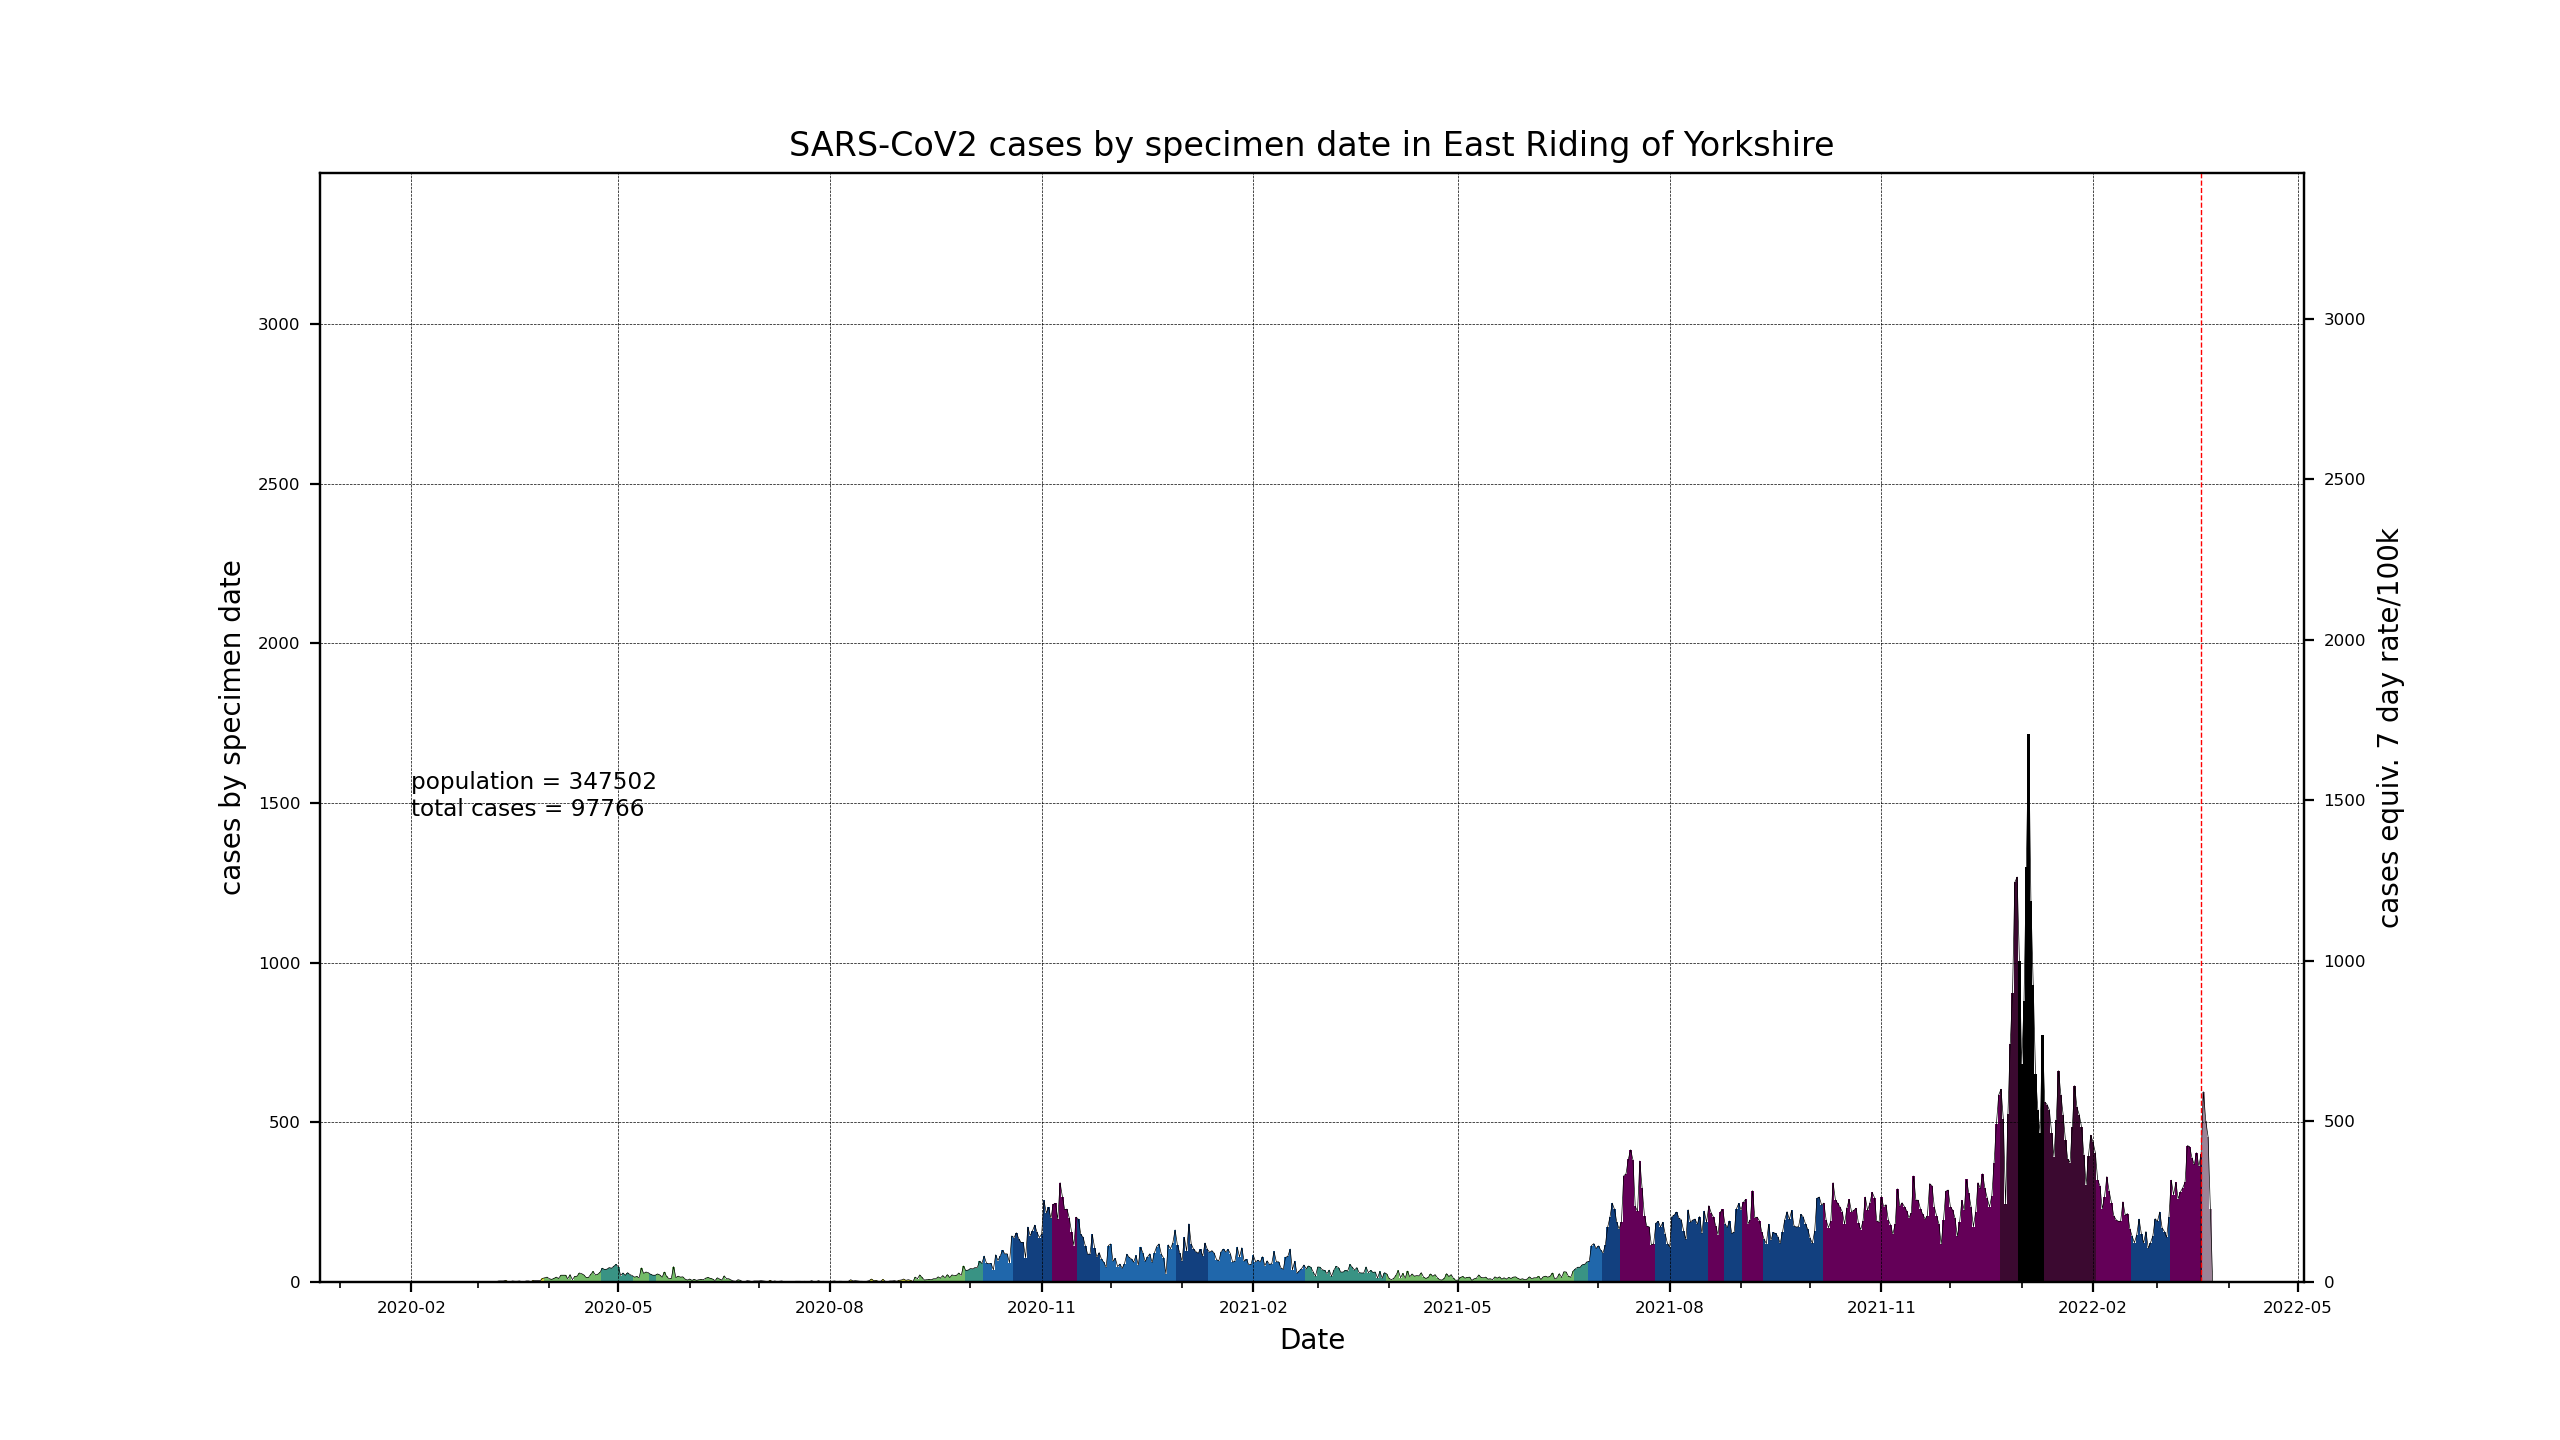 SARS-CoV2 cases by specimen date in East Riding of Yorkshire
cases by specimen date
3000
2500
2000
1500
1000
500
0
population = 347502
total cases = 97766
3000
2500
2000
1500
1000
500
0
cases equiv. 7 day rate/100k
2020-02 2020-05 2020-08 2020-11 2021-02 2021-05 2021-08 2021-11 2022-02 2022-05
Date